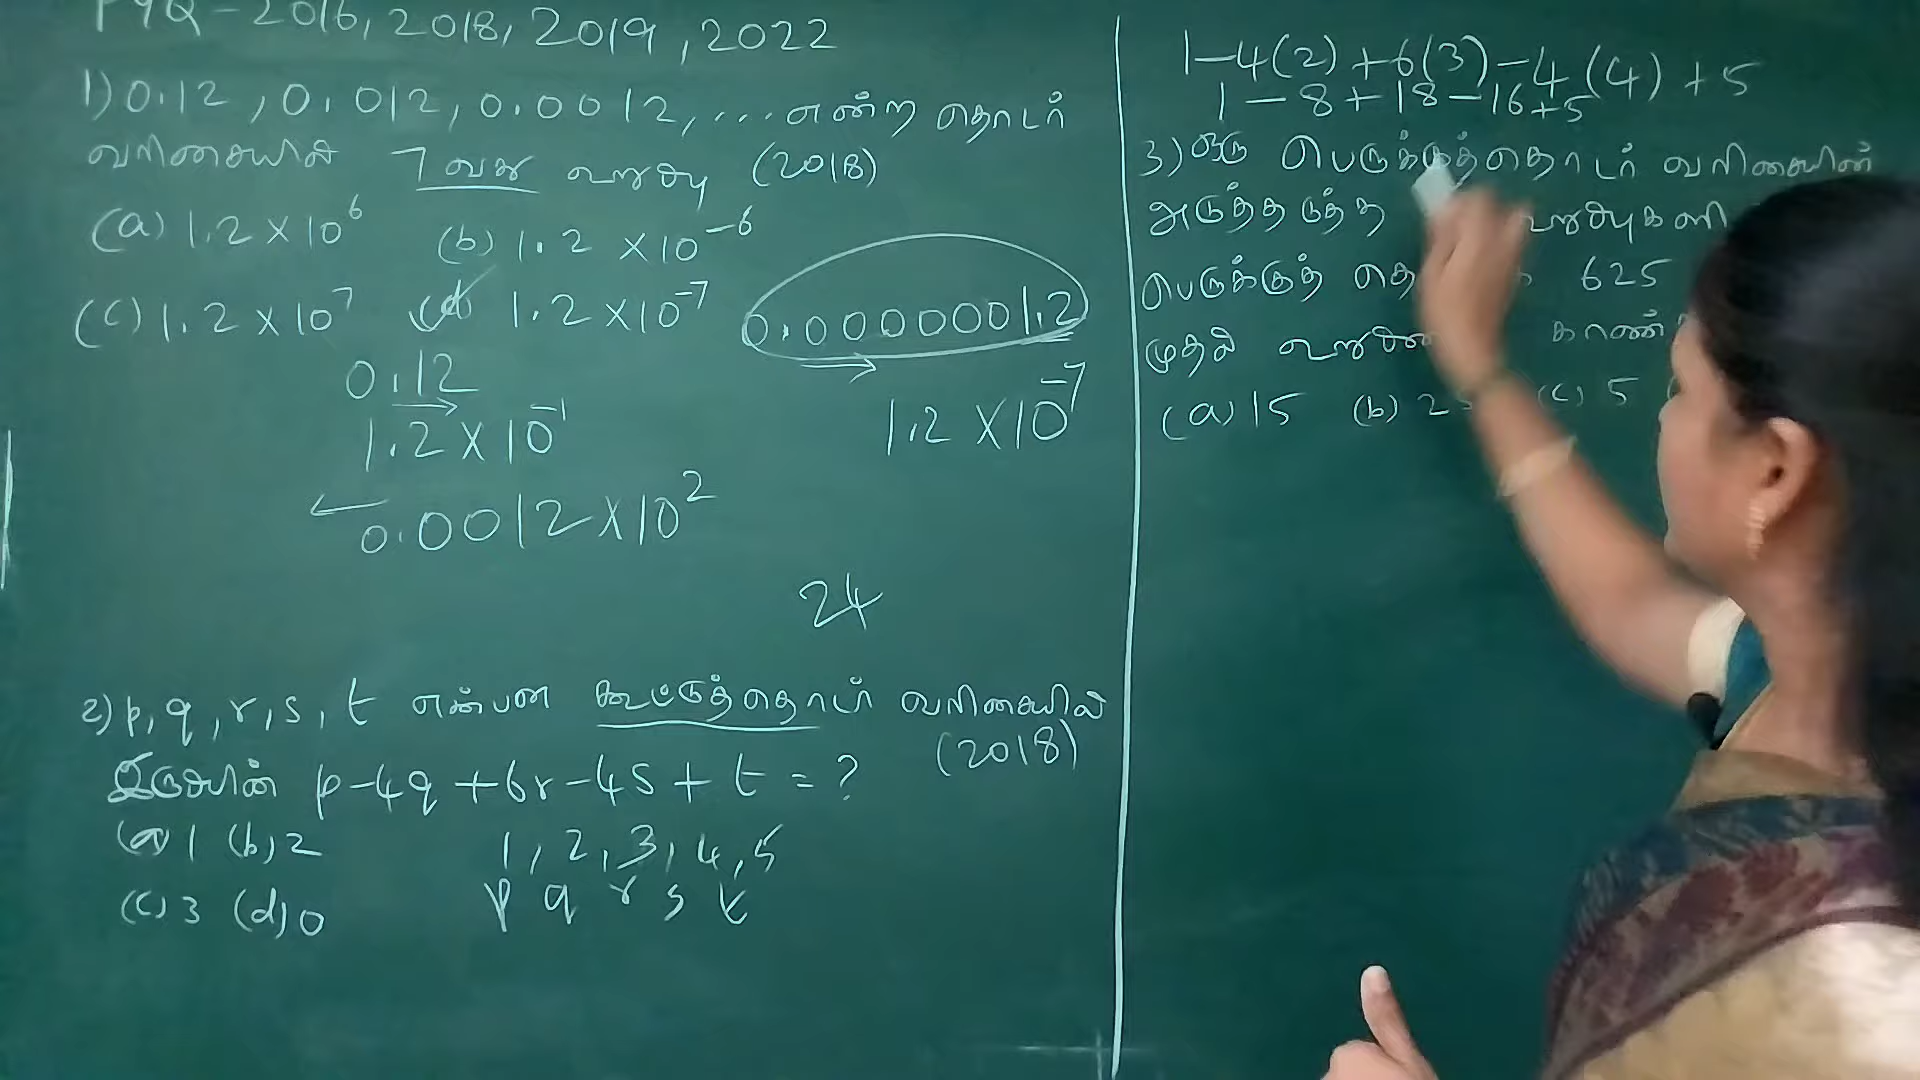 PYQ - 2016, 2018, 2019, 2022
1) 0.12, 0.012, 0.0012, ... என்ற தொடர்
வரிசையில் 7 வது உறுப்பு (2018)
(a) 1.2 × 10^6 (b) 1.2 × 10^-6
(c) 1.2 × 10^7 (d) 1.2 × 10^-7
0.00000012
0.12
1.2 × 10^-1
1.2 × 10^-7
0.0012 × 10^2
24
2) p, q, r, s, t என்பன கூட்டுத்தொடர் வரிசையில்
இருப்பின் p - 4q + 6r - 4s + t = ? (2018)
(a) 1 (b) 2
(c) 3 (d) 0
1, 2, 3, 4, 5
p q r s t
1 - 4(2) + 6(3) - 4(4) + 5
1 - 8 + 18 - 16 + 5
3) ஒரு பெருக்குத்தொடர் வரிசையின்
அடுத்தடுத்த
பெருக்குத் 625
முதல்
(a) 15 (b) (c) 5